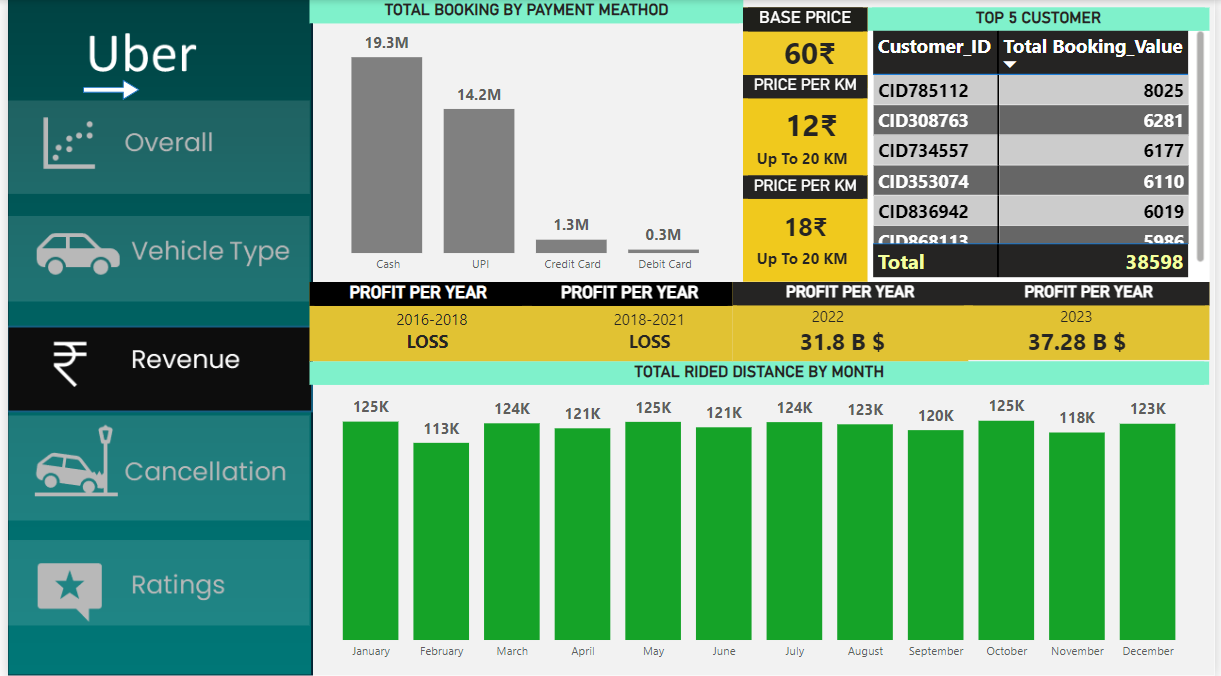 Uber
Overall
Vehicle Type
Revenue
Cancellation
Ratings
TOTAL BOOKING BY PAYMENT MEATHOD
19.3M
14.2M
1.3M
0.3M
Cash UPI Credit Card Debit Card
BASE PRICE
60₹
PRICE PER KM
12₹
Up To 20 KM
PRICE PER KM
18₹
Up To 20 KM
TOP 5 CUSTOMER
Customer_ID Total Booking_Value
CID785112 8025
CID308763 6281
CID734557 6177
CID353074 6110
CID836942 6019
CID868113 5986
Total 38598
PROFIT PER YEAR PROFIT PER YEAR PROFIT PER YEAR PROFIT PER YEAR
2016-2018 2018-2021 2022 2023
LOSS LOSS 31.8 B $ 37.28 B $
TOTAL RIDED DISTANCE BY MONTH
125K 113K 124K 121K 125K 121K 124K 123K 120K 125K 118K 123K
January February March April May June July August September October November December